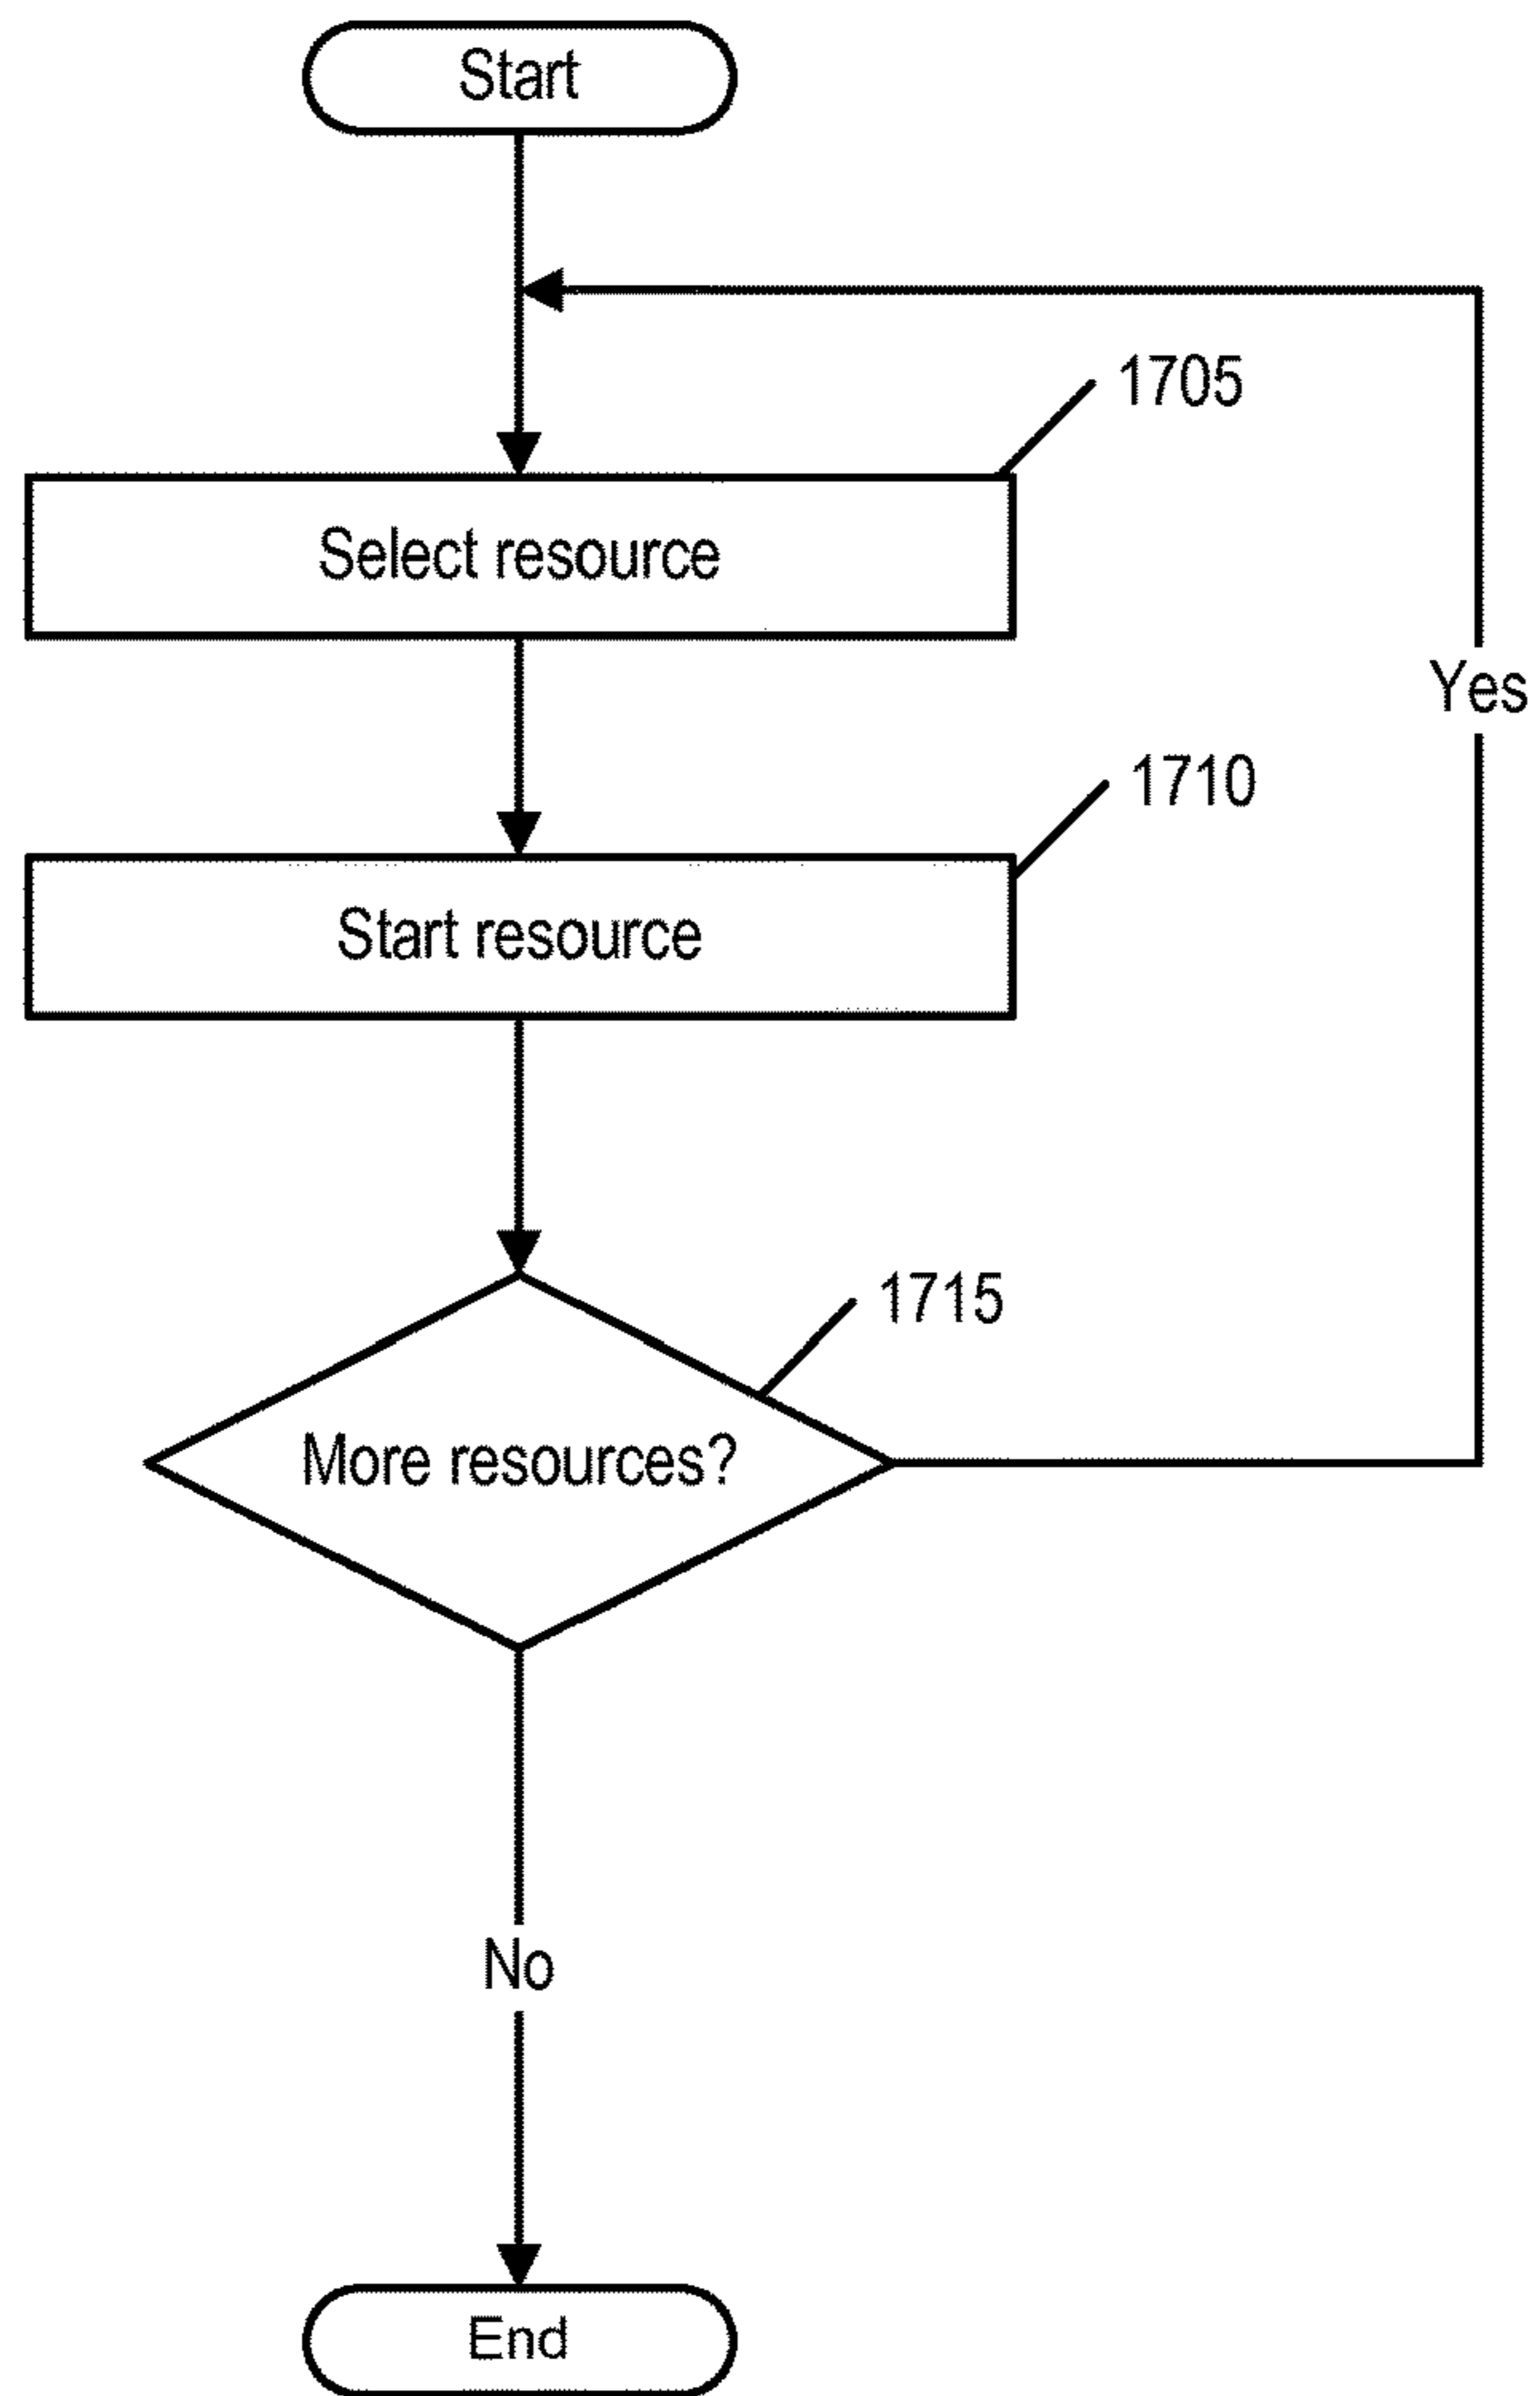 Start
1705
Select resource
Yes
1710
Start resource
1715
More resources?
No
End